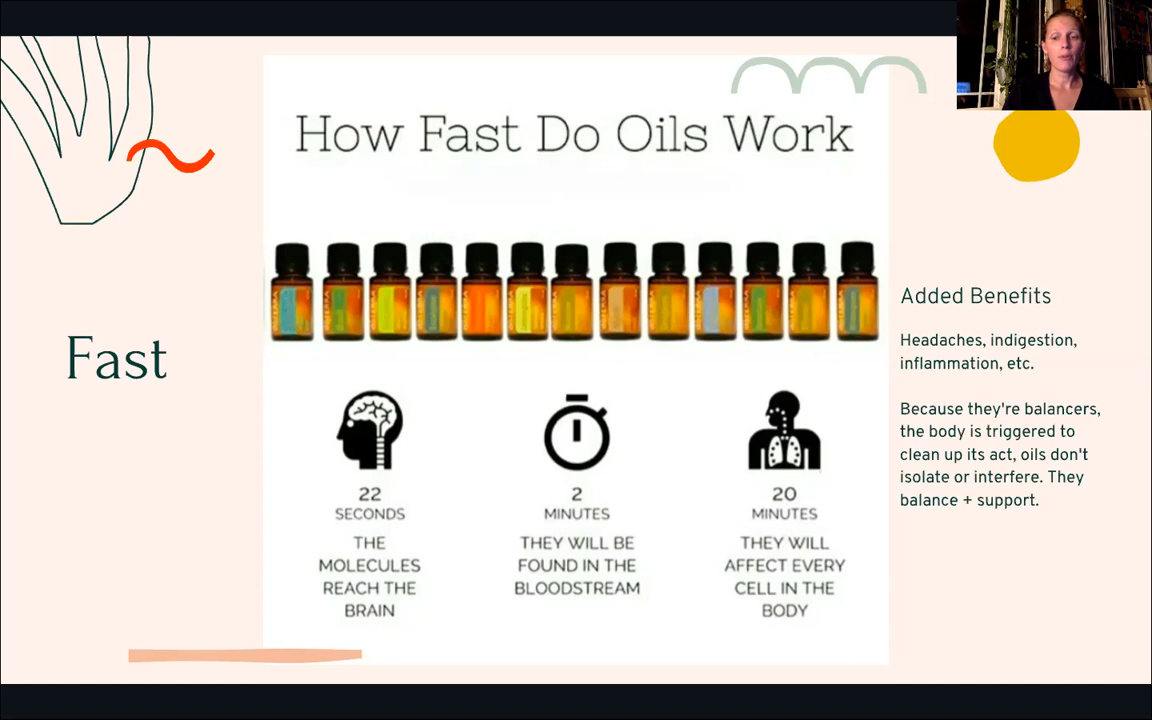 How Fast Do Oils Work
Fast
22
SECONDS
THE
MOLECULES
REACH THE
BRAIN
2
MINUTES
THEY WILL BE
FOUND IN THE
BLOODSTREAM
20
MINUTES
THEY WILL
AFFECT EVERY
CELL IN THE
BODY
Added Benefits
Headaches, indigestion,
inflammation, etc.
Because they're balancers,
the body is triggered to
clean up its act, oils don't
isolate or interfere. They
balance + support.